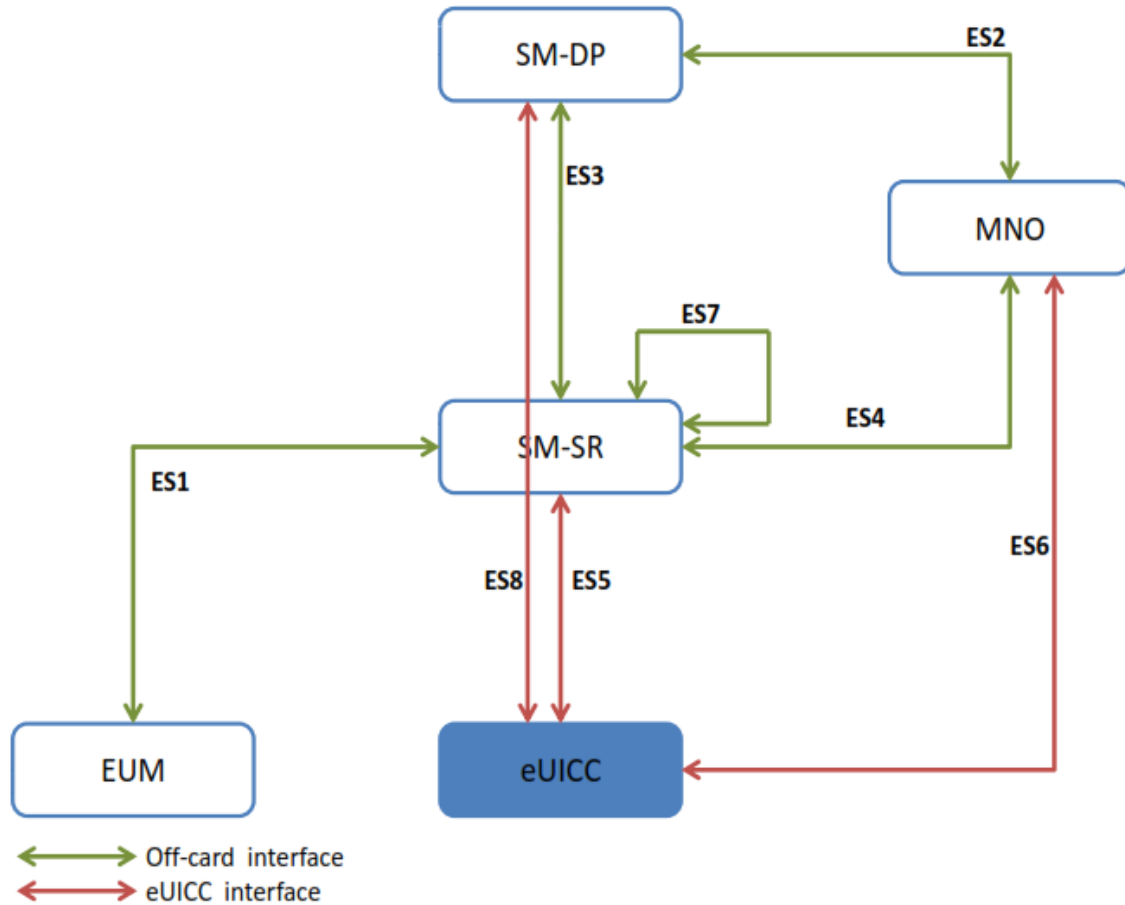 SM-DP
ES2
ES3
MNO
ES7
SM-SR
ES4
ES1
ES6
ES8
ES5
EUM
eUICC
Off-card interface
eUICC interface